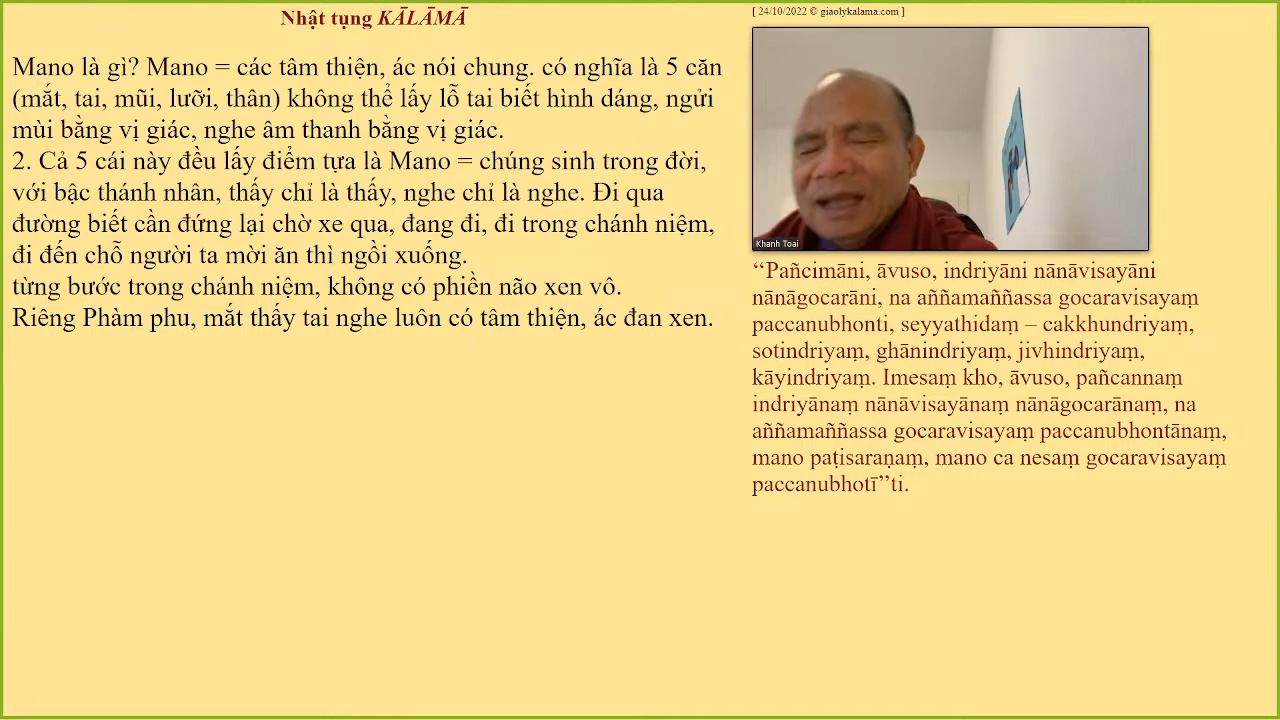 Nhật tụng KĀLĀMĀ
Mano là gì? Mano = các tâm thiện, ác nói chung. có nghĩa là 5 căn
(mắt, tai, mũi, lưỡi, thân) không thể lấy lỗ tai biết hình dáng, ngửi
mùi bằng vị giác, nghe âm thanh bằng vị giác.
2. Cả 5 cái này đều lấy điểm tựa là Mano = chúng sinh trong đời,
với bậc thánh nhân, thấy chỉ là thấy, nghe chỉ là nghe. Đi qua
đường biết cần đứng lại chờ xe qua, đang đi, đi trong chánh niệm,
đi đến chỗ người ta mời ăn thì ngồi xuống.
từng bước trong chánh niệm, không có phiền não xen vô.
Riêng Phàm phu, mắt thấy tai nghe luôn có tâm thiện, ác đan xen.
[ 24/10/2022 © giaolykalama.com ]
Khanh Toai
“Pañcimāni, āvuso, indriyāni nānāvisayāni
nānāgocarāni, na aññamaññassa gocaravisayaṃ
paccanubhonti, seyyathidaṃ – cakkhundriyaṃ,
sotindriyaṃ, ghānindriyaṃ, jivhindriyaṃ,
kāyindriyaṃ. Imesaṃ kho, āvuso, pañcannaṃ
indriyānaṃ nānāvisayānaṃ nānāgocarānaṃ, na
aññamaññassa gocaravisayaṃ paccanubhontānaṃ,
mano paṭisaraṇaṃ, mano ca nesaṃ gocaravisayaṃ
paccanubhotī”ti.